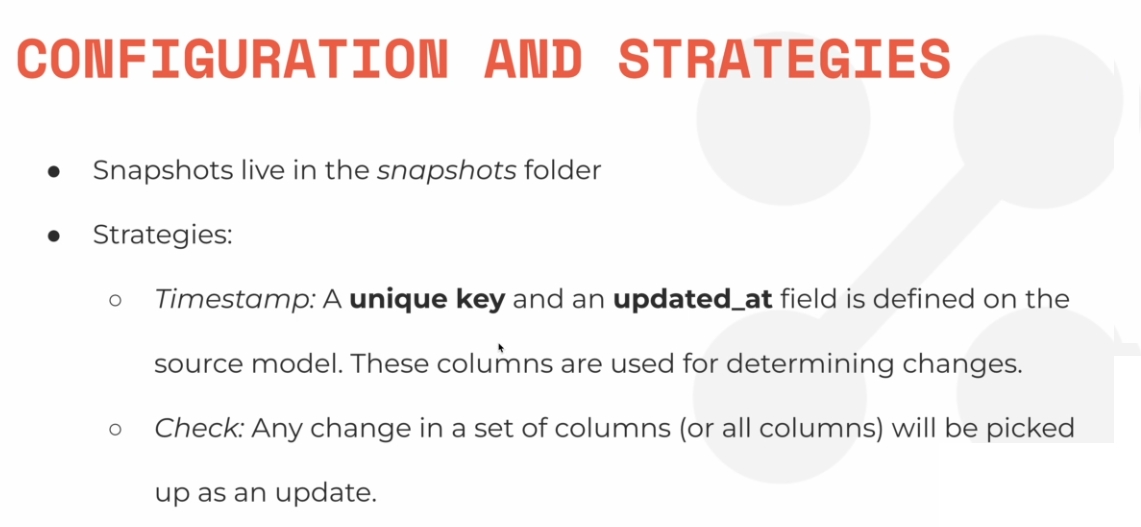 CONFIGURATION AND STRATEGIES
● Snapshots live in the snapshots folder
● Strategies:
○ Timestamp: A unique key and an updated_at field is defined on the
source model. These columns are used for determining changes.
○ Check: Any change in a set of columns (or all columns) will be picked
up as an update.